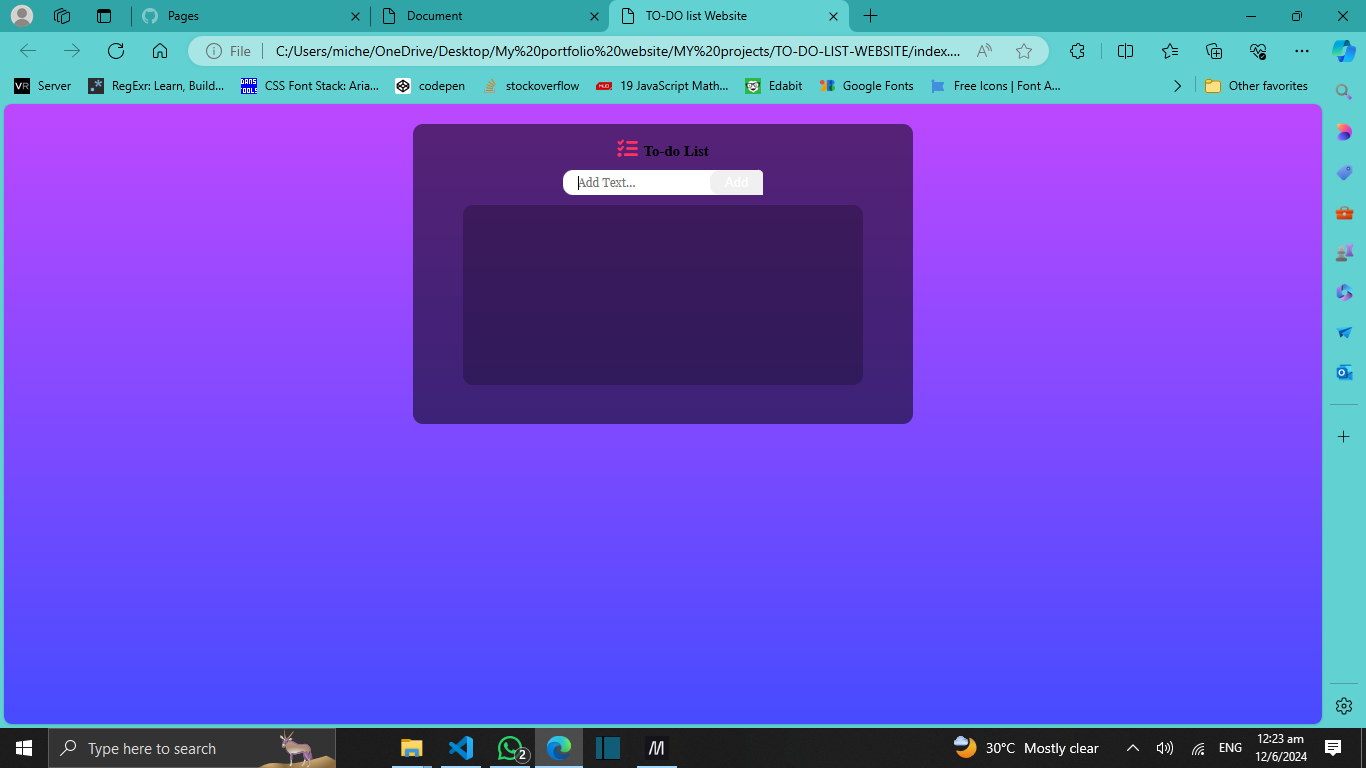 Pages
Document
TO-DO list Website
File
C:/Users/miche/OneDrive/Desktop/My%20portfolio%20website/MY%20projects/TO-DO-LIST-WEBSITE/index....
VR Server
RegExr: Learn, Build...
DANS TOOLS CSS Font Stack: Aria...
codepen
stockoverflow
19 JavaScript Math...
Edabit
Google Fonts
Free Icons | Font A...
Other favorites
To-do List
Add Text...
Add
Type here to search
2
30°C Mostly clear
ENG
12:23 am
12/6/2024